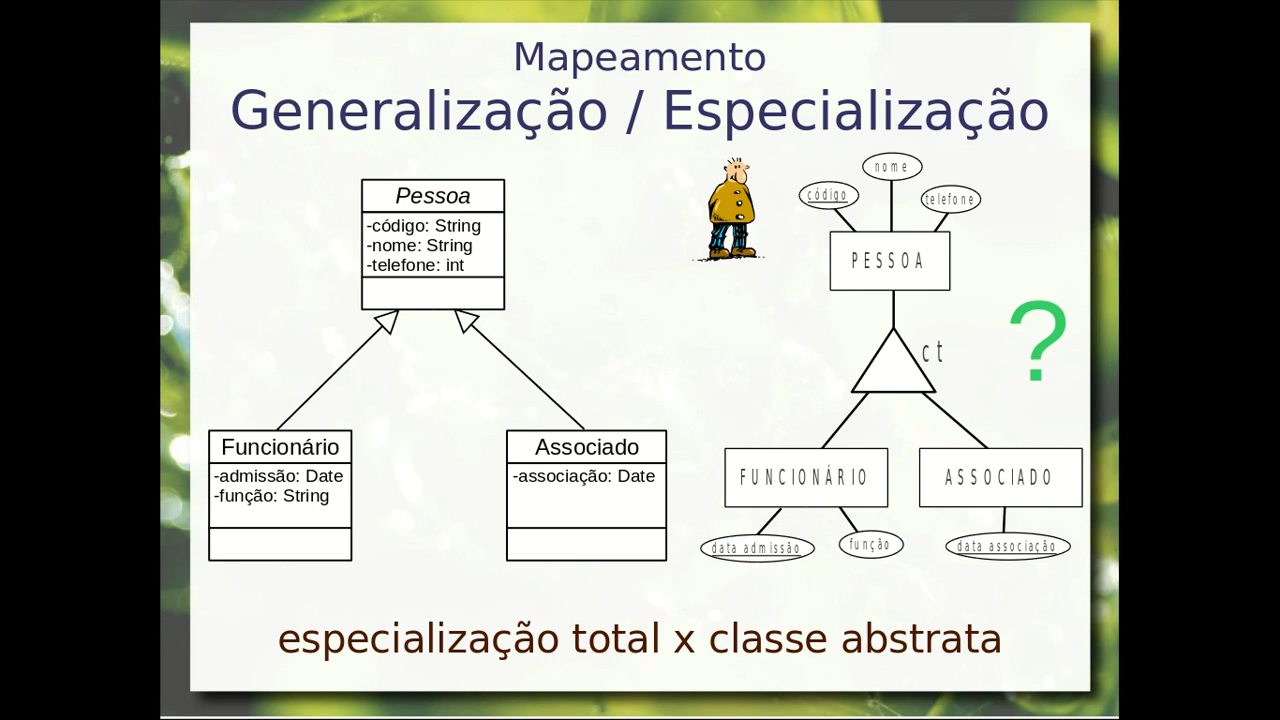 Mapeamento
Generalização / Especialização
Pessoa
-código: String
-nome: String
-telefone: int
Funcionário
-admissão: Date
-função: String
Associado
-associação: Date
nome
código
telefone
PESSOA
ct
?
FUNCIONÁRIO
ASSOCIADO
data admissão
função
data associação
especialização total x classe abstrata